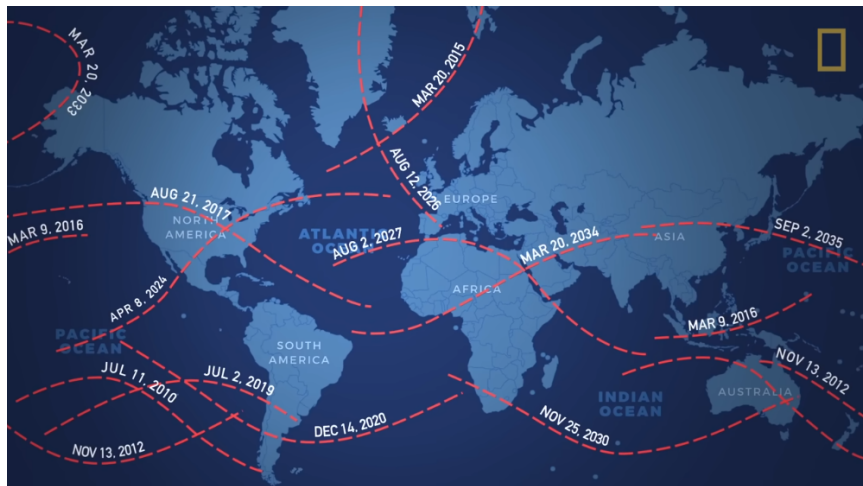 MAR 20, 2033
MAR 20, 2015
AUG 12, 2026
AUG 21, 2017
NORTH
AMERICA
EUROPE
MAR 9, 2016
ATLANTIC
OCEAN
AUG 2, 2027
MAR 20, 2034
ASIA
SEP 2, 2035
PACIFIC
OCEAN
APR 8, 2024
AFRICA
MAR 9, 2016
PACIFIC
OCEAN
SOUTH
AMERICA
JUL 11, 2010
JUL 2, 2019
NOV 13, 2012
AUSTRALIA
INDIAN
OCEAN
DEC 14, 2020
NOV 25, 2030
NOV 13, 2012